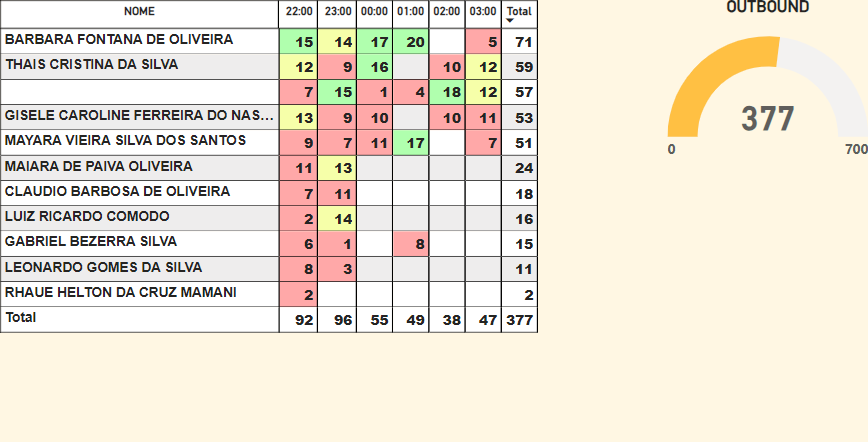 NOME 22:00 23:00 00:00 01:00 02:00 03:00 Total
BARBARA FONTANA DE OLIVEIRA 15 14 17 20 5 71
THAIS CRISTINA DA SILVA 12 9 16 10 12 59
7 15 1 4 18 12 57
GISELE CAROLINE FERREIRA DO NAS... 13 9 10 10 11 53
MAYARA VIEIRA SILVA DOS SANTOS 9 7 11 17 7 51
MAIARA DE PAIVA OLIVEIRA 11 13 24
CLAUDIO BARBOSA DE OLIVEIRA 7 11 18
LUIZ RICARDO COMODO 2 14 16
GABRIEL BEZERRA SILVA 6 1 8 15
LEONARDO GOMES DA SILVA 8 3 11
RHAUE HELTON DA CRUZ MAMANI 2 2
Total 92 96 55 49 38 47 377
OUTBOUND
377
0 700